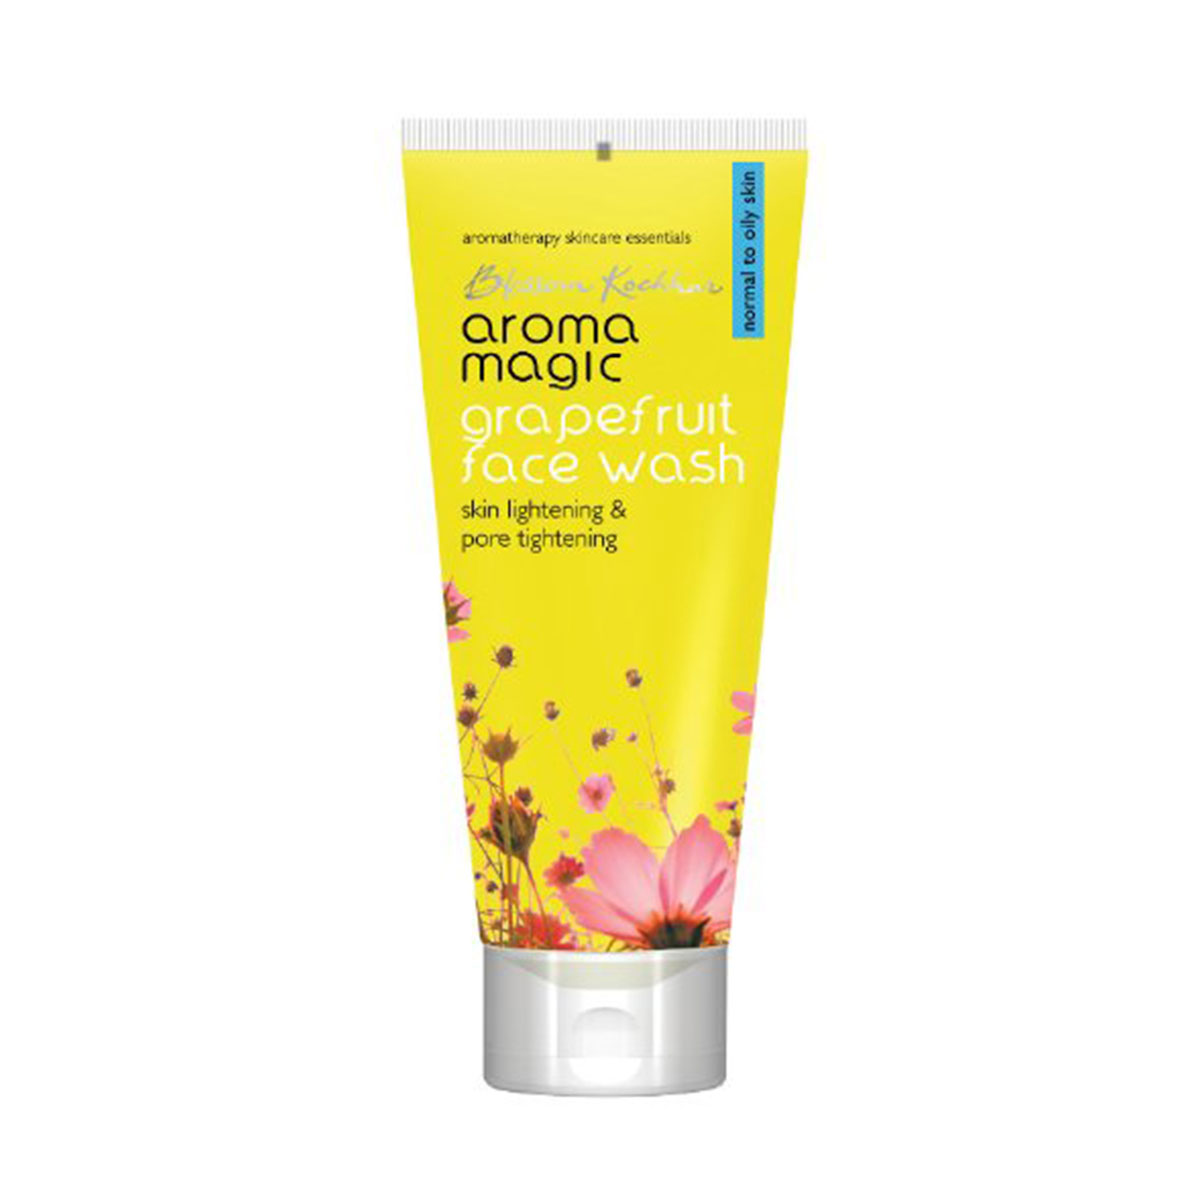 normal to oily skin
aromatherapy skincare essentials
Blossom Kochhar
aroma
magic
grapefruit
face wash
skin lightening &
pore tightening